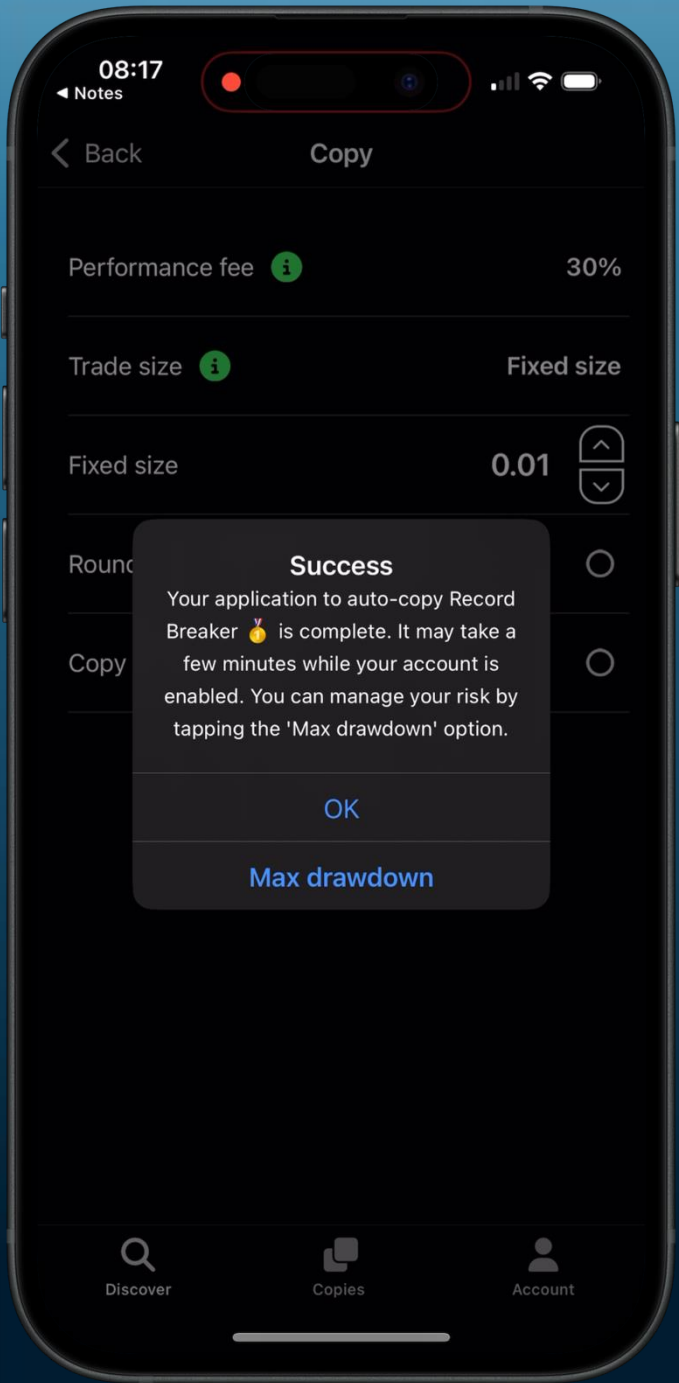 08:17
◀ Notes
Back
Copy
Performance fee
30%
Trade size
Fixed size
Fixed size
0.01
Round
Copy
Success
Your application to auto-copy Record
Breaker 🥇 is complete. It may take a
few minutes while your account is
enabled. You can manage your risk by
tapping the 'Max drawdown' option.
OK
Max drawdown
Discover
Copies
Account